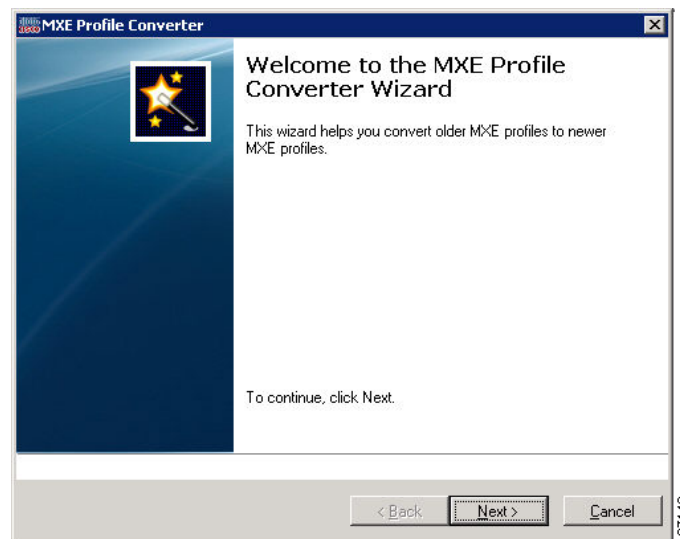 MXE Profile Converter
Welcome to the MXE Profile
Converter Wizard
This wizard helps you convert older MXE profiles to newer
MXE profiles.
To continue, click Next.
< Back
Next >
Cancel